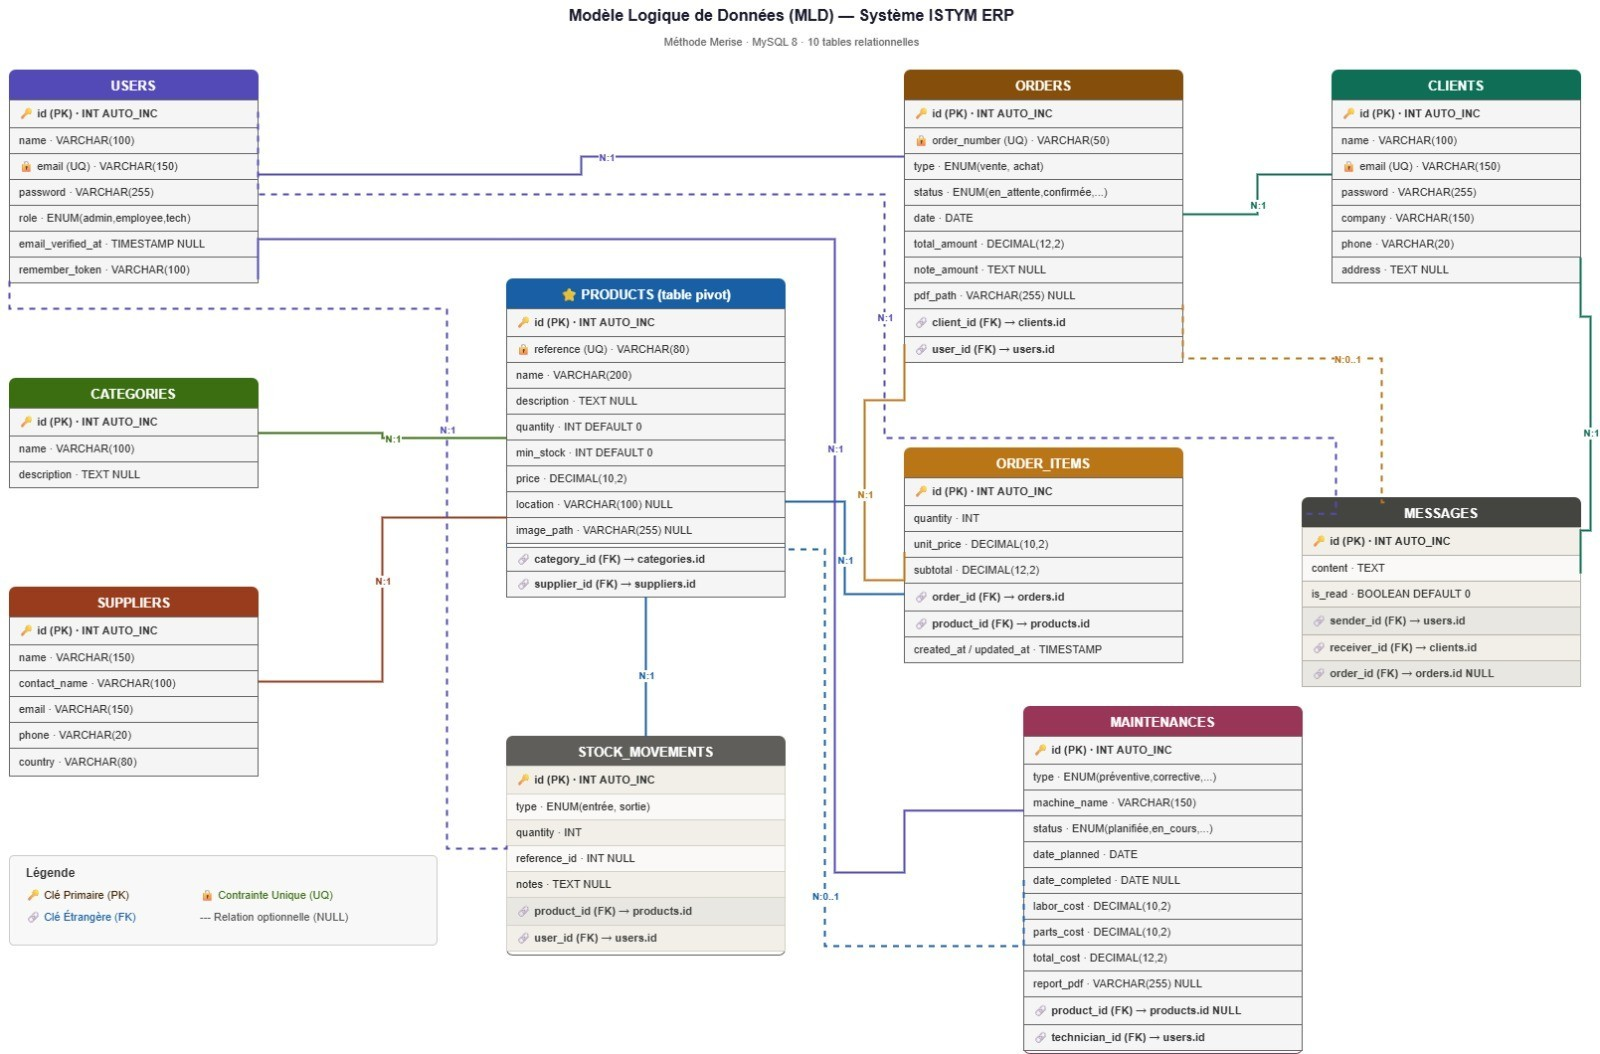 Modèle Logique de Données (MLD) — Système ISTYM ERP
Méthode Merise · MySQL 8 · 10 tables relationnelles
USERS
id (PK) · INT AUTO_INC
name · VARCHAR(100)
email (UQ) · VARCHAR(150)
password · VARCHAR(255)
role · ENUM(admin,employee,tech)
email_verified_at · TIMESTAMP NULL
remember_token · VARCHAR(100)
ORDERS
id (PK) · INT AUTO_INC
order_number (UQ) · VARCHAR(50)
type · ENUM(vente, achat)
status · ENUM(en_attente,confirmée,...)
date · DATE
total_amount · DECIMAL(12,2)
note_amount · TEXT NULL
pdf_path · VARCHAR(255) NULL
client_id (FK) → clients.id
user_id (FK) → users.id
CLIENTS
id (PK) · INT AUTO_INC
name · VARCHAR(100)
email (UQ) · VARCHAR(150)
password · VARCHAR(255)
company · VARCHAR(150)
phone · VARCHAR(20)
address · TEXT NULL
N:1
N:1
N:1
N:0..1
N:1
PRODUCTS (table pivot)
id (PK) · INT AUTO_INC
reference (UQ) · VARCHAR(80)
name · VARCHAR(200)
description · TEXT NULL
quantity · INT DEFAULT 0
min_stock · INT DEFAULT 0
price · DECIMAL(10,2)
location · VARCHAR(100) NULL
image_path · VARCHAR(255) NULL
category_id (FK) → categories.id
supplier_id (FK) → suppliers.id
CATEGORIES
id (PK) · INT AUTO_INC
name · VARCHAR(100)
description · TEXT NULL
N:1
N:1
N:1
N:1
N:1
ORDER_ITEMS
id (PK) · INT AUTO_INC
quantity · INT
unit_price · DECIMAL(10,2)
subtotal · DECIMAL(12,2)
order_id (FK) → orders.id
product_id (FK) → products.id
created_at / updated_at · TIMESTAMP
MESSAGES
id (PK) · INT AUTO_INC
content · TEXT
is_read · BOOLEAN DEFAULT 0
sender_id (FK) → users.id
receiver_id (FK) → clients.id
order_id (FK) → orders.id NULL
SUPPLIERS
id (PK) · INT AUTO_INC
name · VARCHAR(150)
contact_name · VARCHAR(100)
email · VARCHAR(150)
phone · VARCHAR(20)
country · VARCHAR(80)
N:1
N:1
STOCK_MOVEMENTS
id (PK) · INT AUTO_INC
type · ENUM(entrée, sortie)
quantity · INT
reference_id · INT NULL
notes · TEXT NULL
product_id (FK) → products.id
user_id (FK) → users.id
N:0..1
MAINTENANCES
id (PK) · INT AUTO_INC
type · ENUM(préventive,corrective,...)
machine_name · VARCHAR(150)
status · ENUM(planifiée,en_cours,...)
date_planned · DATE
date_completed · DATE NULL
labor_cost · DECIMAL(10,2)
parts_cost · DECIMAL(10,2)
total_cost · DECIMAL(12,2)
report_pdf · VARCHAR(255) NULL
product_id (FK) → products.id NULL
technician_id (FK) → users.id
Légende
Clé Primaire (PK)
Contrainte Unique (UQ)
Clé Étrangère (FK)
--- Relation optionnelle (NULL)